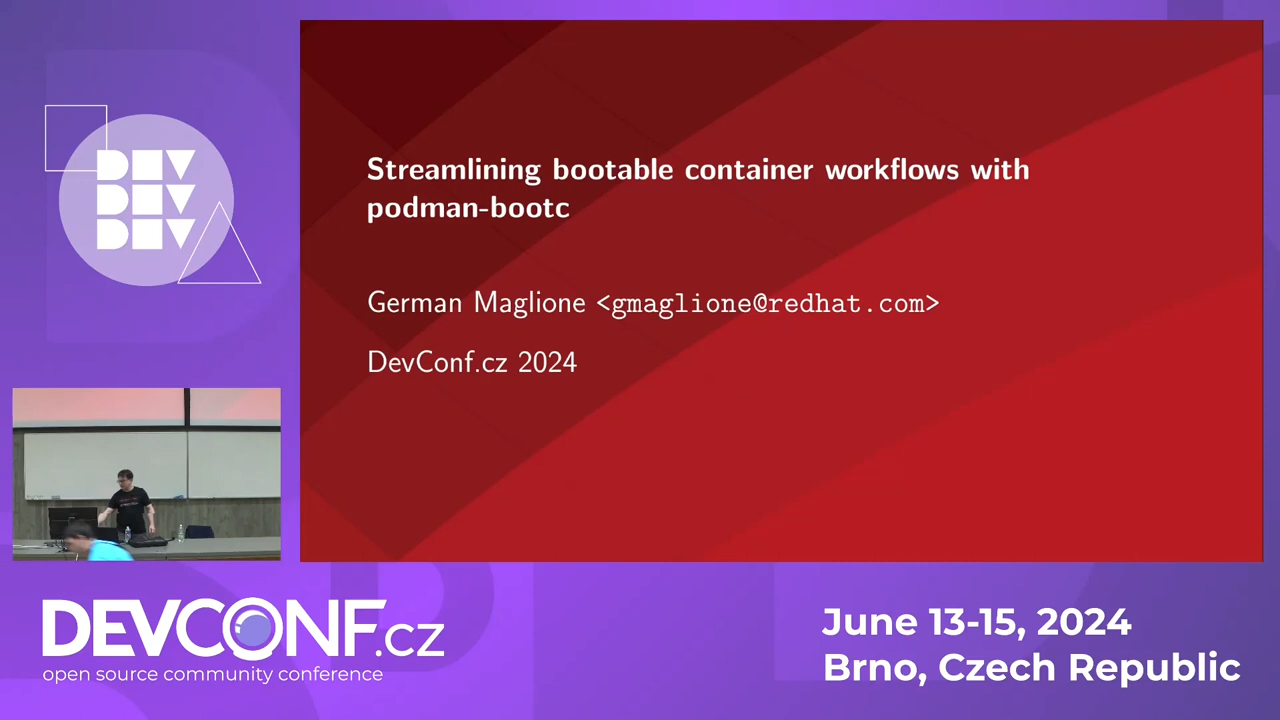 DEV
DEV
DEV
Streamlining bootable container workflows with
podman-bootc
German Maglione <gmaglione@redhat.com>
DevConf.cz 2024
DEVCONF.cz
open source community conference
June 13-15, 2024
Brno, Czech Republic